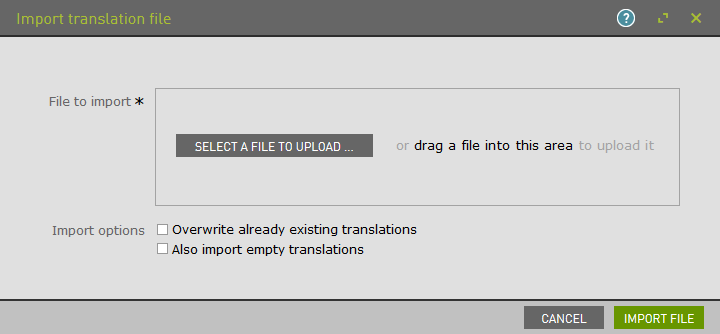 Import translation file
?
File to import *
SELECT A FILE TO UPLOAD ... or drag a file into this area to upload it
Import options
Overwrite already existing translations
Also import empty translations
CANCEL
IMPORT FILE